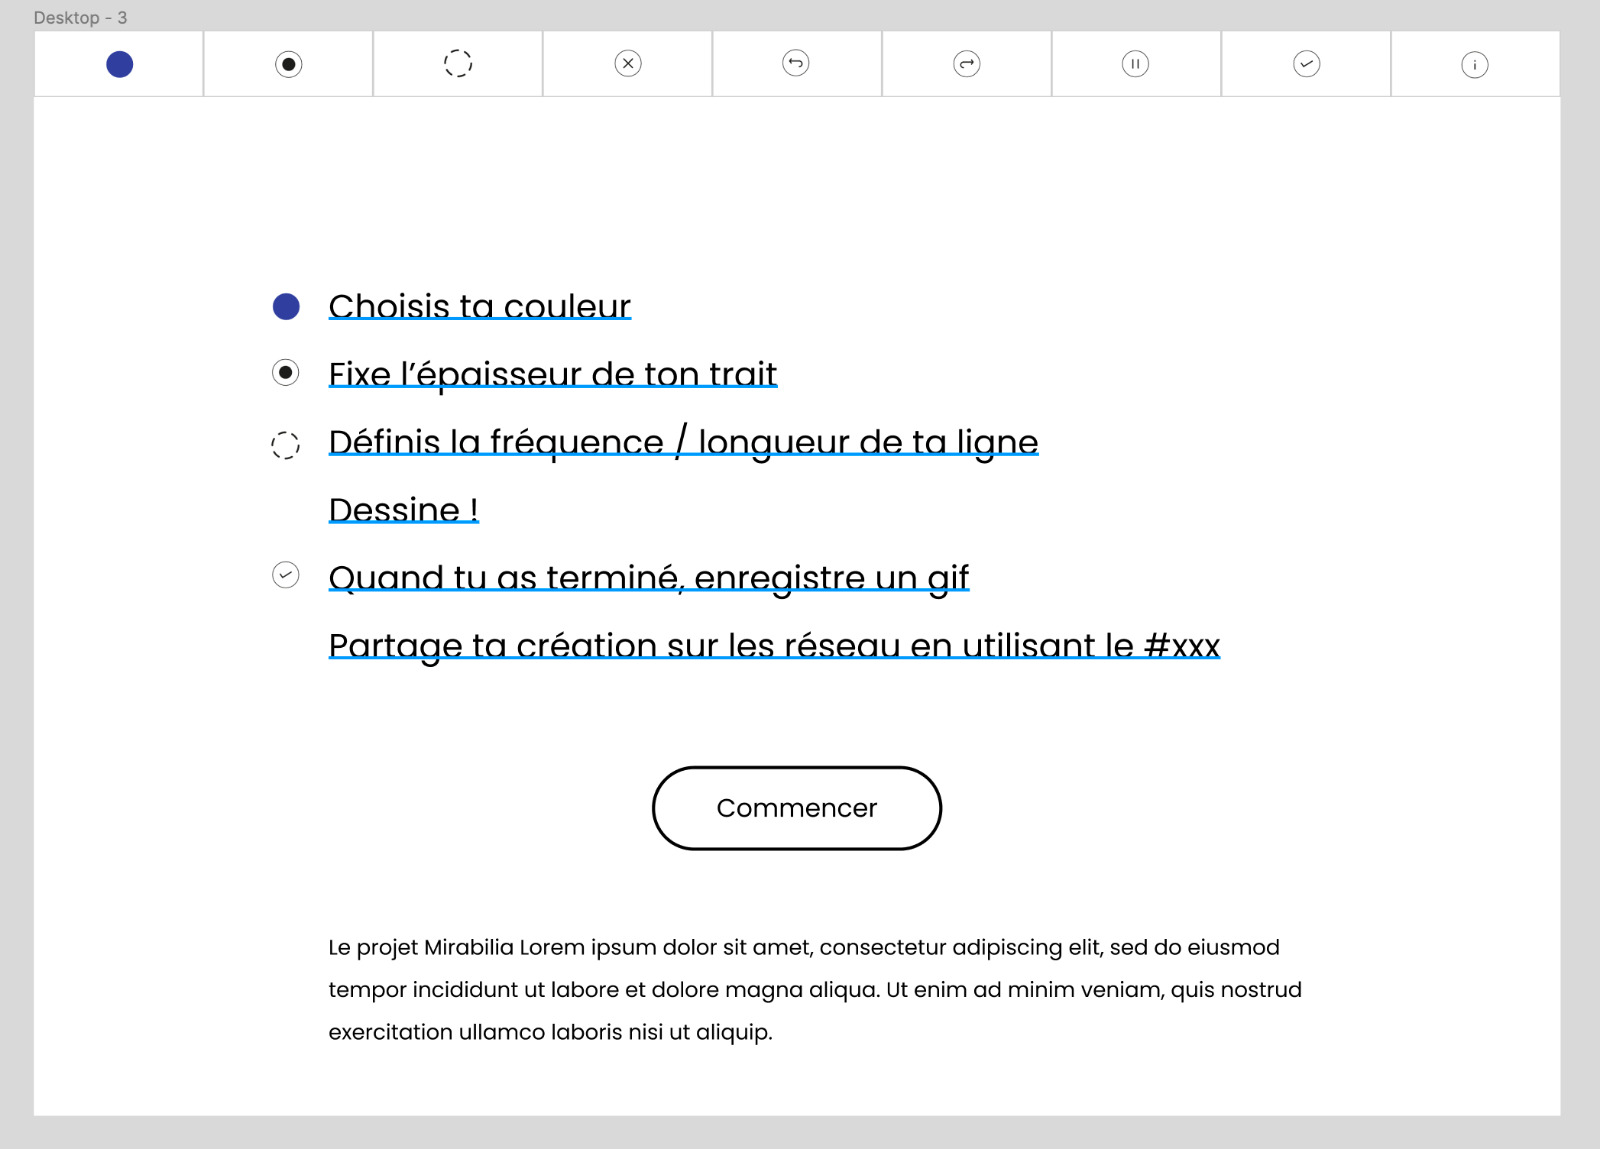 Desktop - 3
Choisis ta couleur
Fixe l’épaisseur de ton trait
Définis la fréquence / longueur de ta ligne
Dessine !
Quand tu as terminé, enregistre un gif
Partage ta création sur les réseau en utilisant le #xxx
Commencer
Le projet Mirabilia Lorem ipsum dolor sit amet, consectetur adipiscing elit, sed do eiusmod
tempor incididunt ut labore et dolore magna aliqua. Ut enim ad minim veniam, quis nostrud
exercitation ullamco laboris nisi ut aliquip.